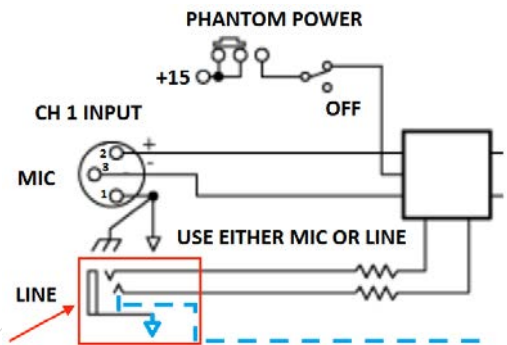 PHANTOM POWER
+15
OFF
CH 1 INPUT
2 +
3 -
MIC
1
USE EITHER MIC OR LINE
LINE